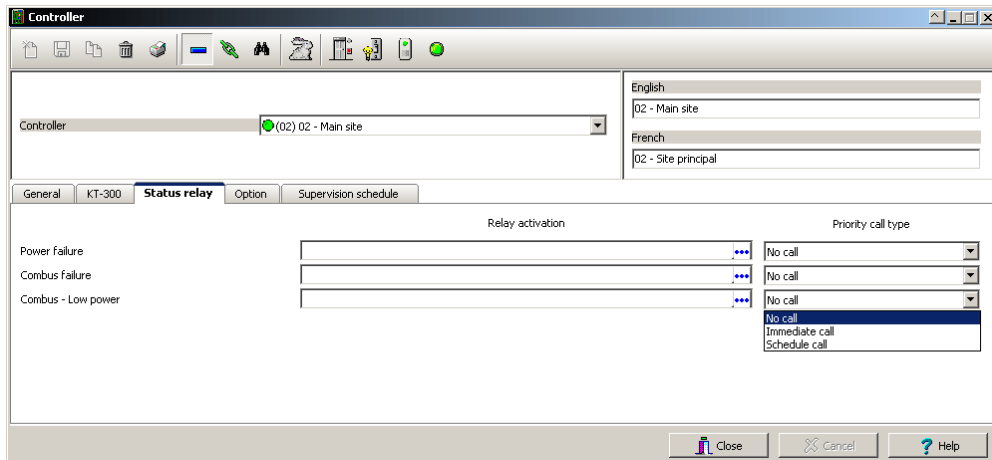 Controller
English
02 - Main site
Controller
(02) 02 - Main site
French
02 - Site principal
General KT-300 Status relay Option Supervision schedule
Relay activation Priority call type
Power failure ••• No call
Combus failure ••• No call
Combus - Low power ••• No call
No call
Immediate call
Schedule call
Close Cancel ? Help